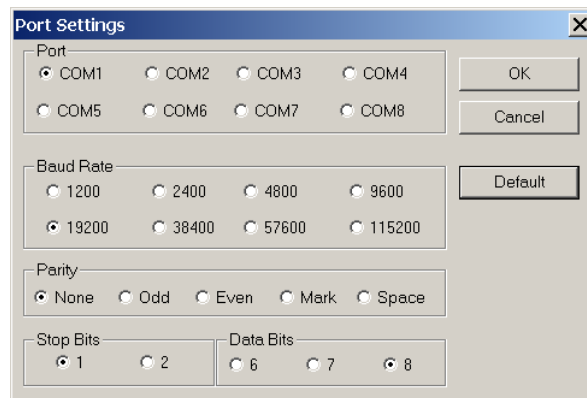 Port Settings
Port
COM1 COM2 COM3 COM4
COM5 COM6 COM7 COM8
OK
Cancel
Default
Baud Rate
1200 2400 4800 9600
19200 38400 57600 115200
Parity
None Odd Even Mark Space
Stop Bits
1 2
Data Bits
6 7 8